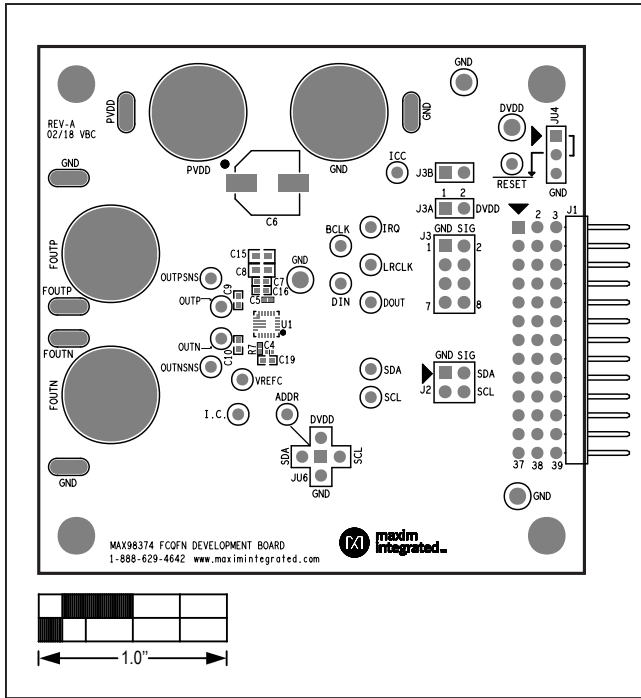 GND
REV-A
02/18 VBC
PVDD
GND
DVDD
JU4
PVDD
GND
GND
ICC
J3B
RESET
GND
C6
1 2
J3A
DVDD
J1
2 3
FOUTP
BCLK
IRQ
J3
GND SIG
1
2
C15
C8
C7
C16
C5
GND
LRCLK
OUTPSNS
C9
OUTP
DIN
DOUT
7
8
FOUTP
U1
FOUTN
OUTN
C10
R7
C4
C19
OUTNSNS
VREFC
GND SIG
SDA
SDA
J2
SCL
SCL
FOUTN
I.C.
ADDR
DVDD
SDA
SCL
JU6
GND
37 38 39
GND
GND
MAX98374 FCQFN DEVELOPMENT BOARD
1-888-629-4642 www.maximintegrated.com
maxim
integrated™
1.0"